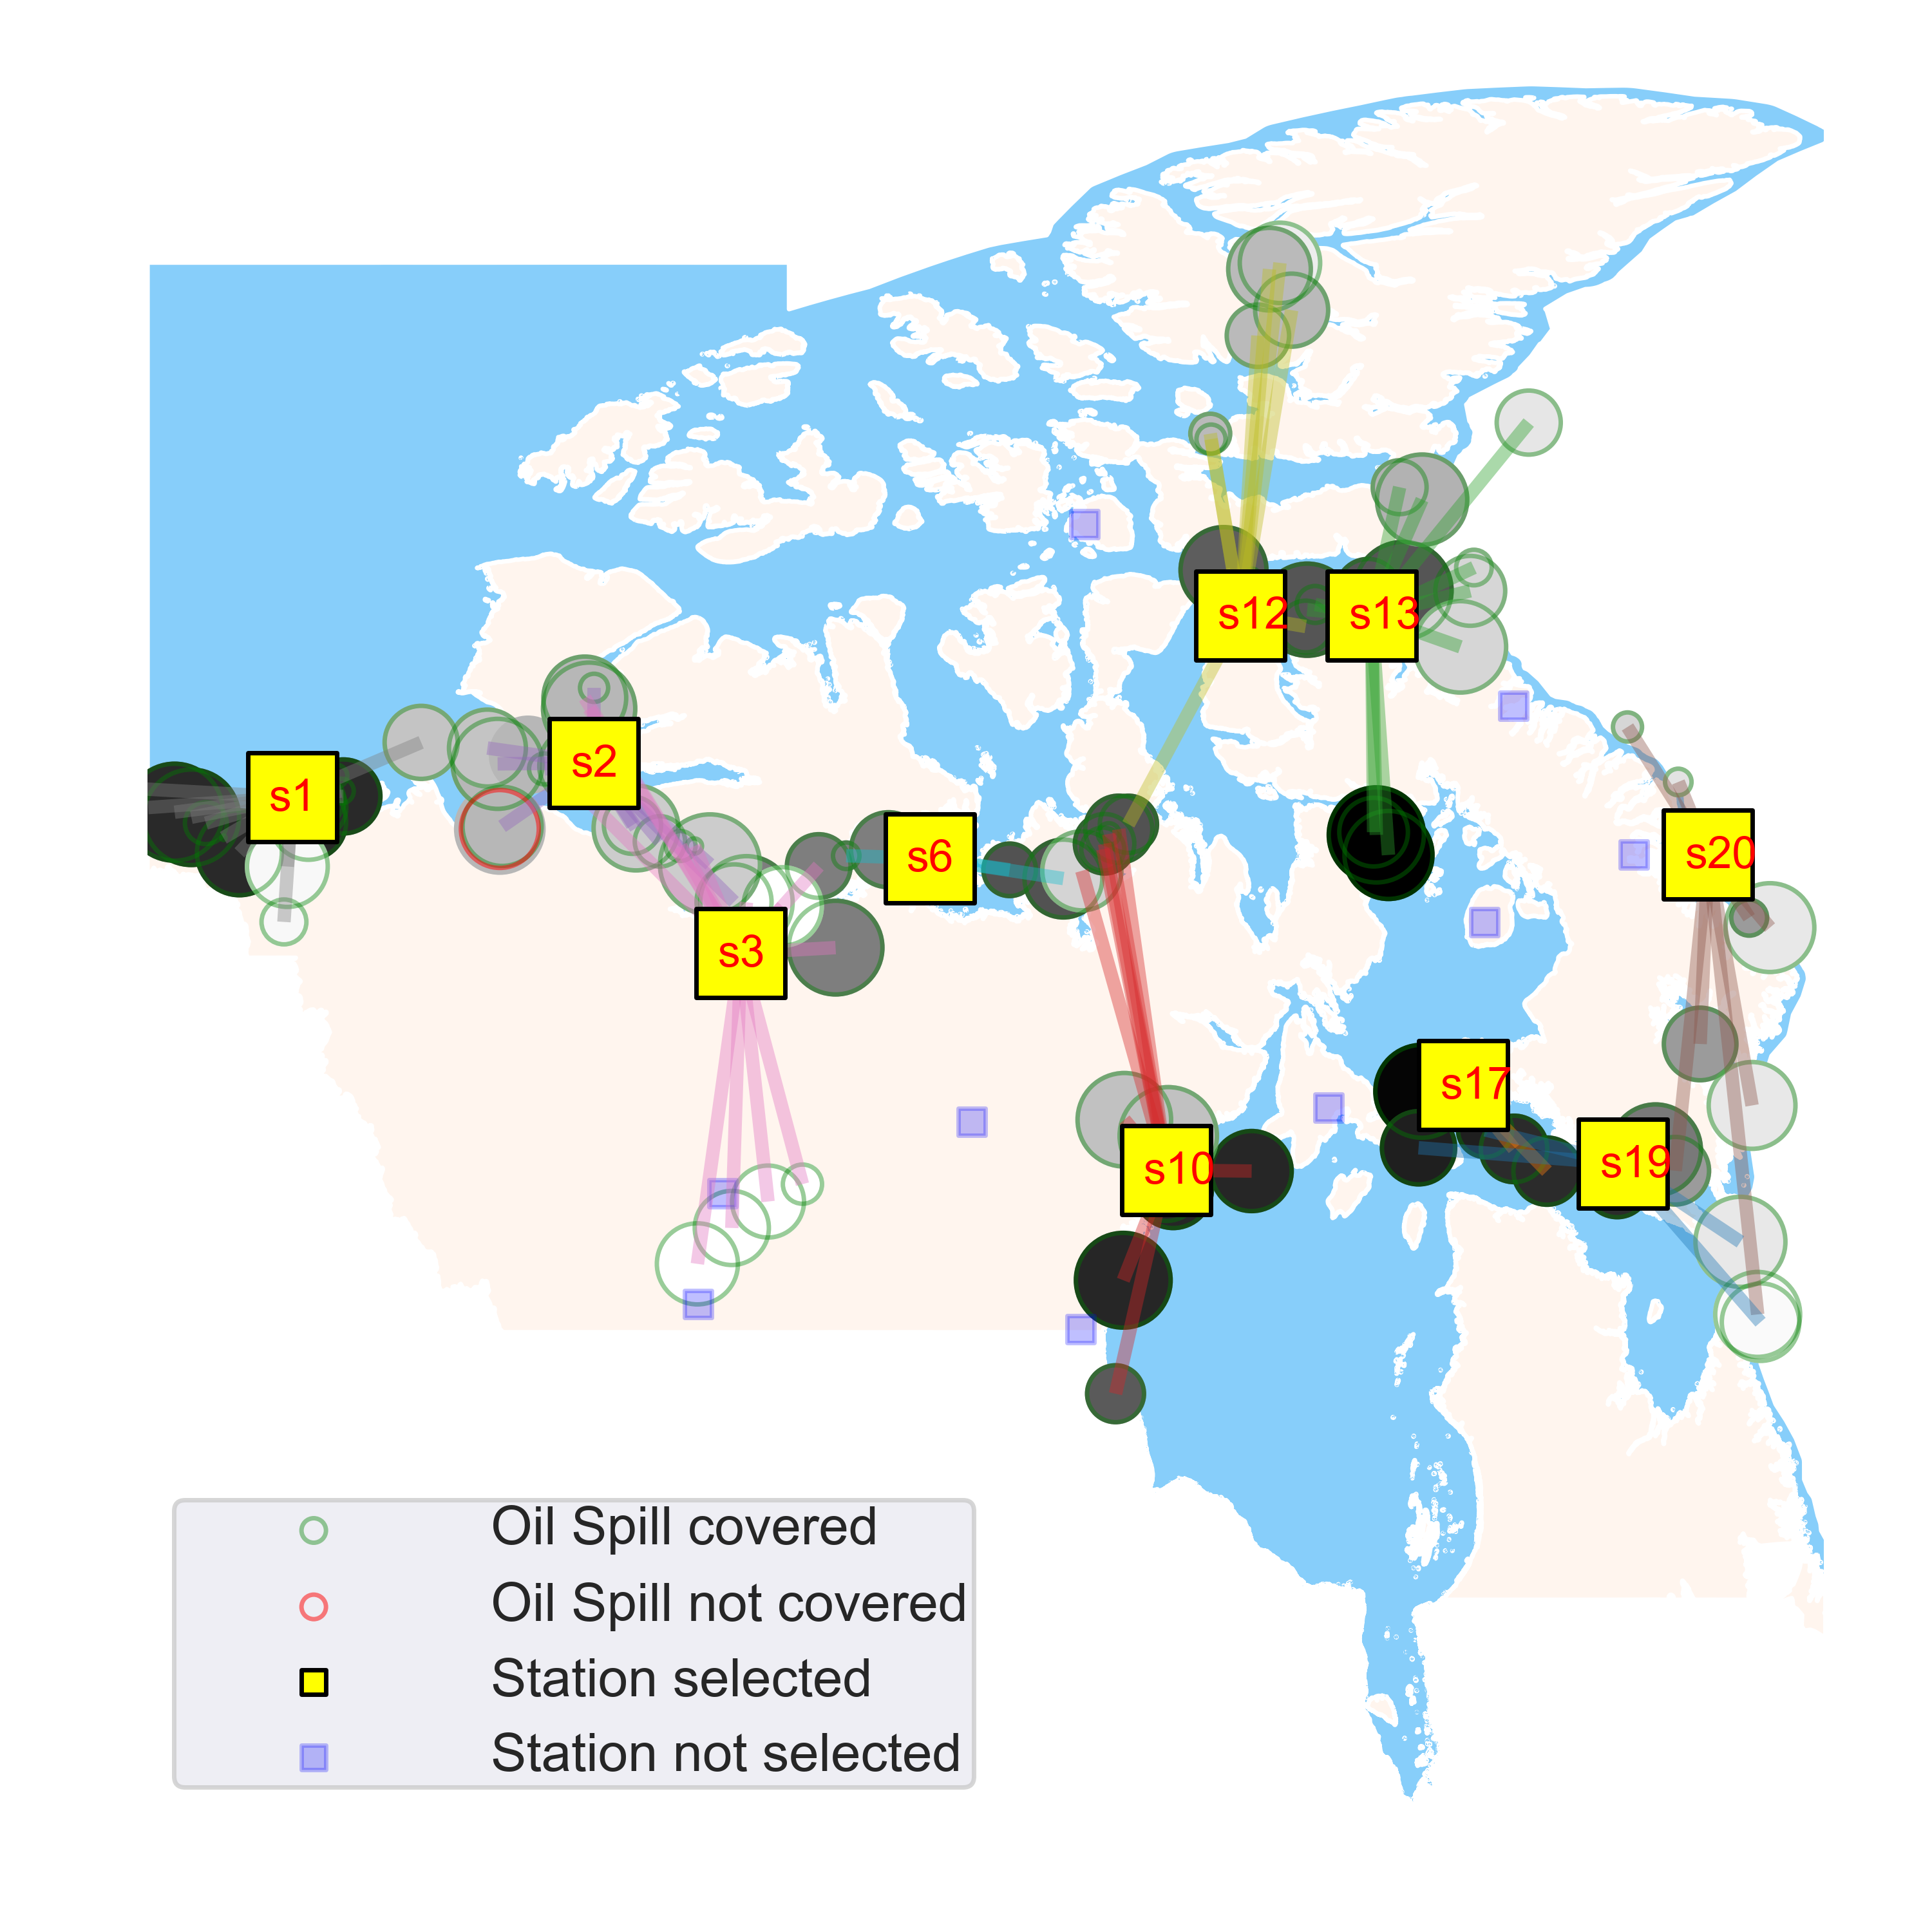 s12
s13
s2
s1
s6
s20
s3
s17
s19
s10
Oil Spill covered
Oil Spill not covered
Station selected
Station not selected